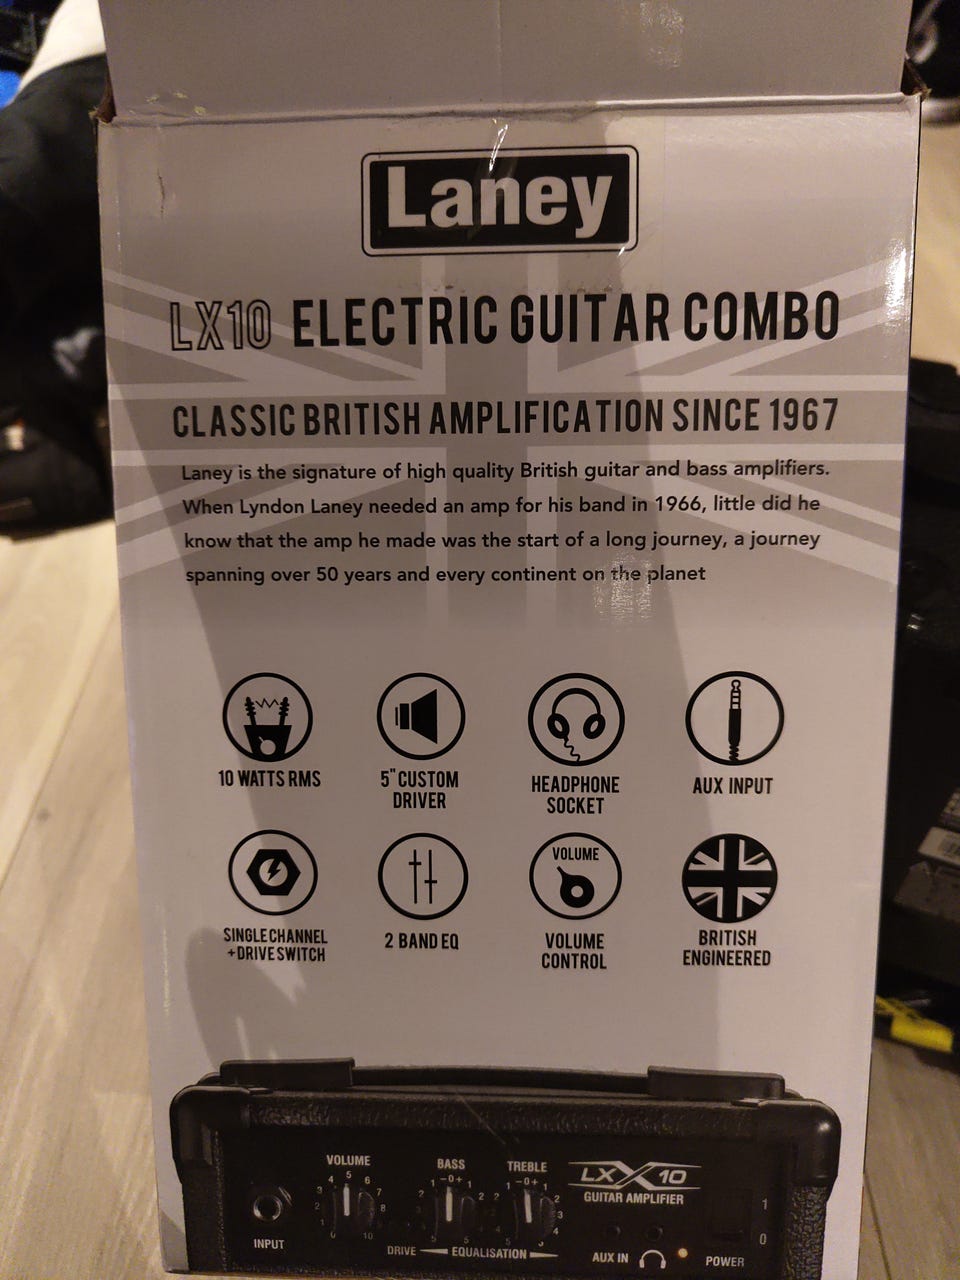 Laney
LX10 ELECTRIC GUITAR COMBO
CLASSIC BRITISH AMPLIFICATION SINCE 1967
Laney is the signature of high quality British guitar and bass amplifiers.
When Lyndon Laney needed an amp for his band in 1966, little did he
know that the amp he made was the start of a long journey, a journey
spanning over 50 years and every continent on the planet
10 WATTS RMS
5" CUSTOM
DRIVER
HEADPHONE
SOCKET
AUX INPUT
SINGLE CHANNEL
+DRIVE SWITCH
2 BAND EQ
VOLUME
VOLUME
CONTROL
BRITISH
ENGINEERED
VOLUME
BASS
TREBLE
LXX10
GUITAR AMPLIFIER
INPUT
DRIVE
EQUALISATION
AUX IN
POWER
1
0